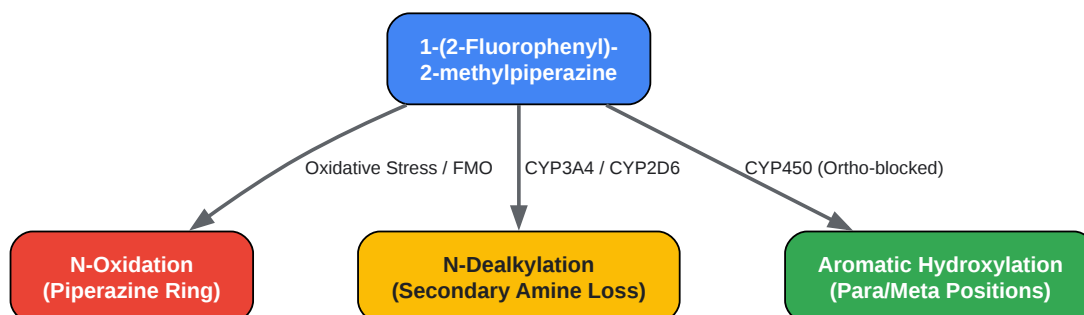 1-(2-Fluorophenyl)-
2-methylpiperazine
Oxidative Stress / FMO
CYP3A4 / CYP2D6
CYP450 (Ortho-blocked)
N-Oxidation
(Piperazine Ring)
N-Dealkylation
(Secondary Amine Loss)
Aromatic Hydroxylation
(Para/Meta Positions)